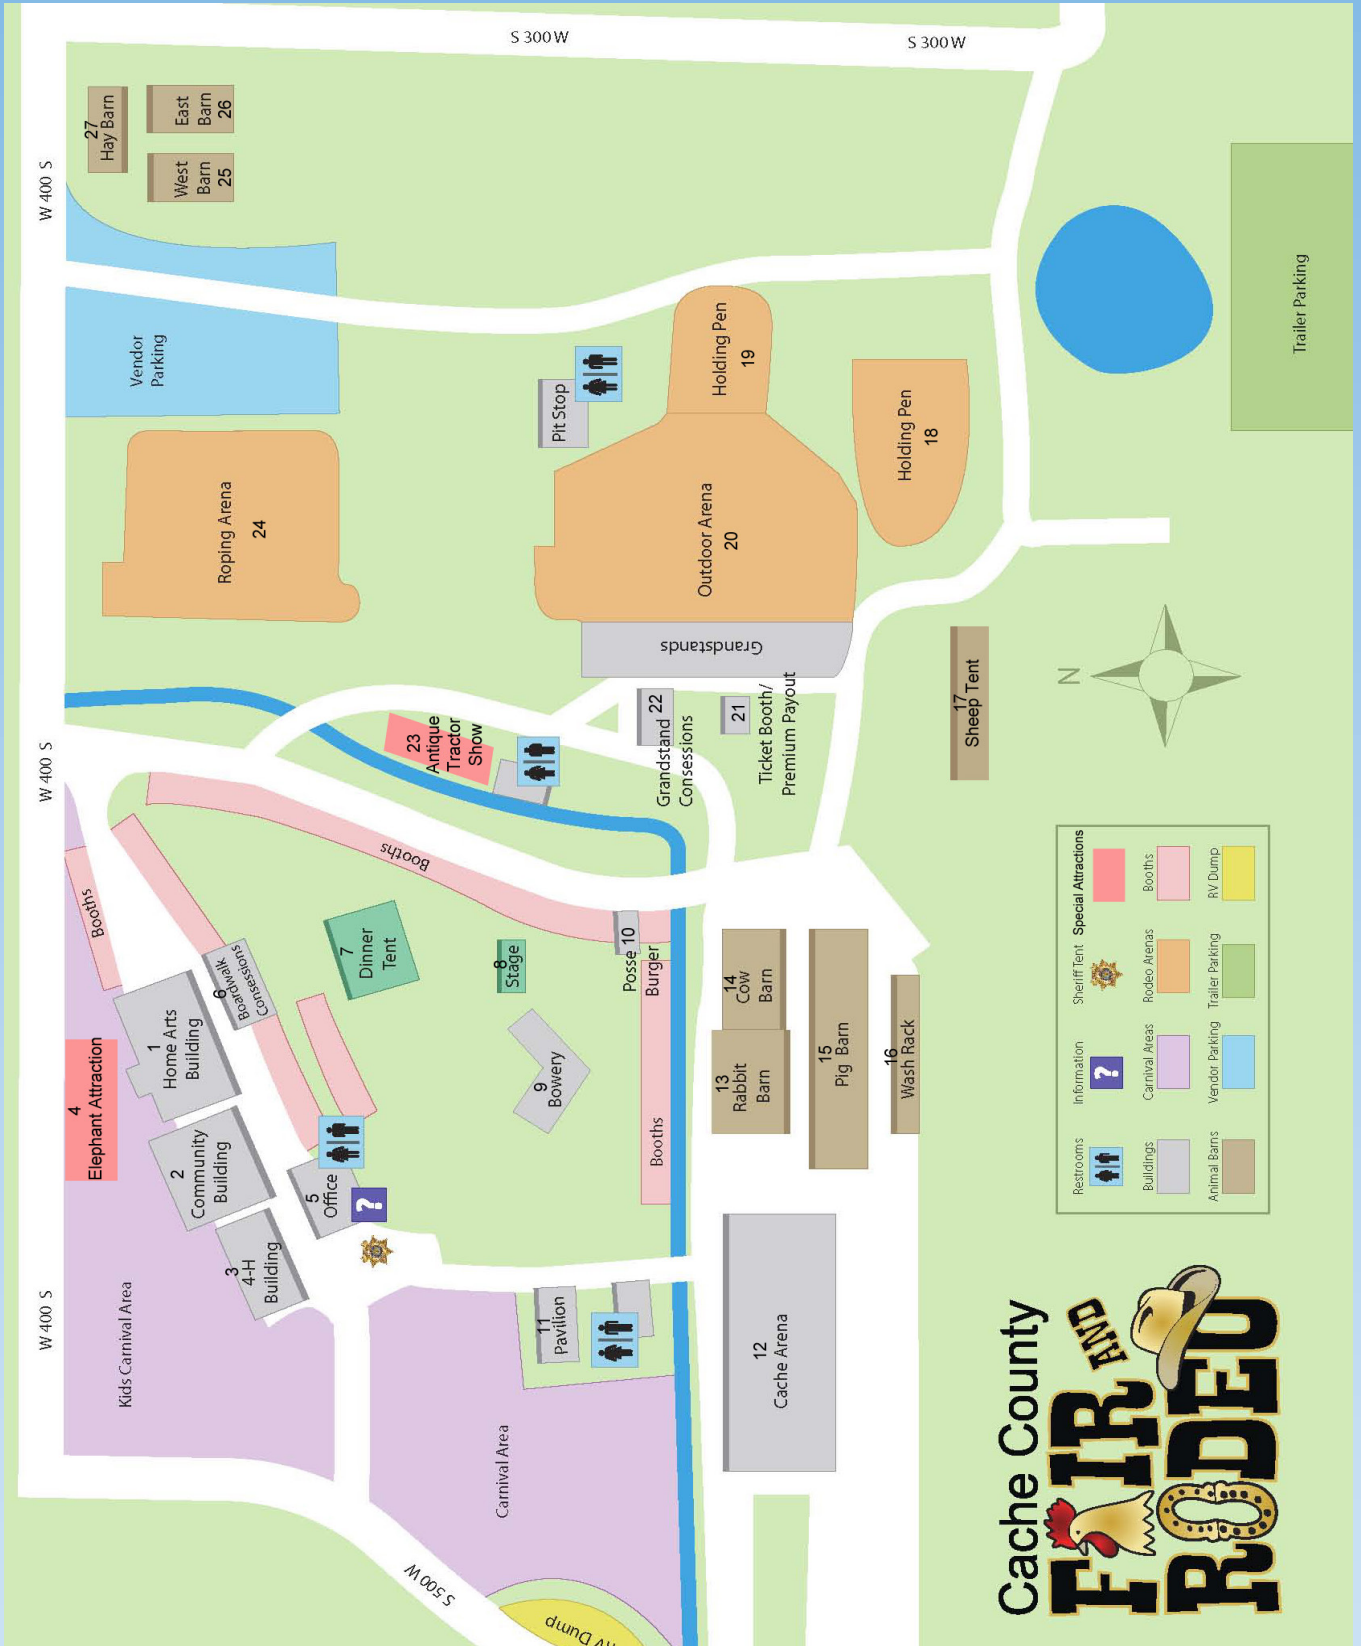 S 300 W
S 300 W
W 400 S
W 400 S
W 400 S
27
Hay Barn
East
Barn
26
West
Barn
25
Vendor
Parking
Trailer Parking
Pit Stop
Holding Pen
19
Holding Pen
18
Roping Arena
24
Outdoor Arena
20
Grandstands
22
Grandstand
Consessions
21
Ticket Booth/
Premium Payout
17
Sheep Tent
N
23
Antique
Tractor
Show
Booths
Booths
6
Boardwalk
Consessions
7
Dinner
Tent
8
Stage
9
Bowery
Posse 10
Burger
Booths
1
Home Arts
Building
2
Community
Building
3
4-H
Building
4
Elephant Attraction
5
Office
?
Kids Carnival Area
11
Pavilion
Carnival Area
12
Cache Arena
13
Rabbit
Barn
14
Cow
Barn
15
Pig Barn
16
Wash Rack
S 500 W
RV Dump
Restrooms
Information
?
Sheriff Tent
Special Attractions
Buildings
Carnival Areas
Rodeo Arenas
Booths
Animal Barns
Vendor Parking
Trailer Parking
RV Dump
Cache County
FAIR AND
RODEO